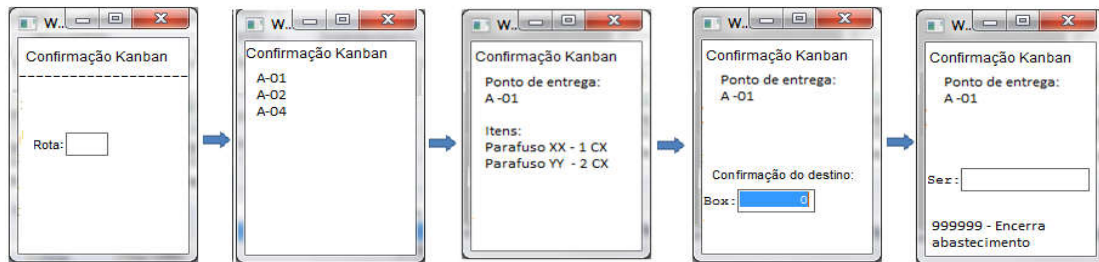 W..
Confirmação Kanban
Rota:
W..
Confirmação Kanban
A-01
A-02
A-04
W..
Confirmação Kanban
Ponto de entrega:
A -01
Itens:
Parafuso XX - 1 CX
Parafuso YY - 2 CX
W..
Confirmação Kanban
Ponto de entrega:
A -01
Confirmação do destino:
Box: 0
W..
Confirmação Kanban
Ponto de entrega:
A -01
Ser:
999999 - Encerra
abastecimento